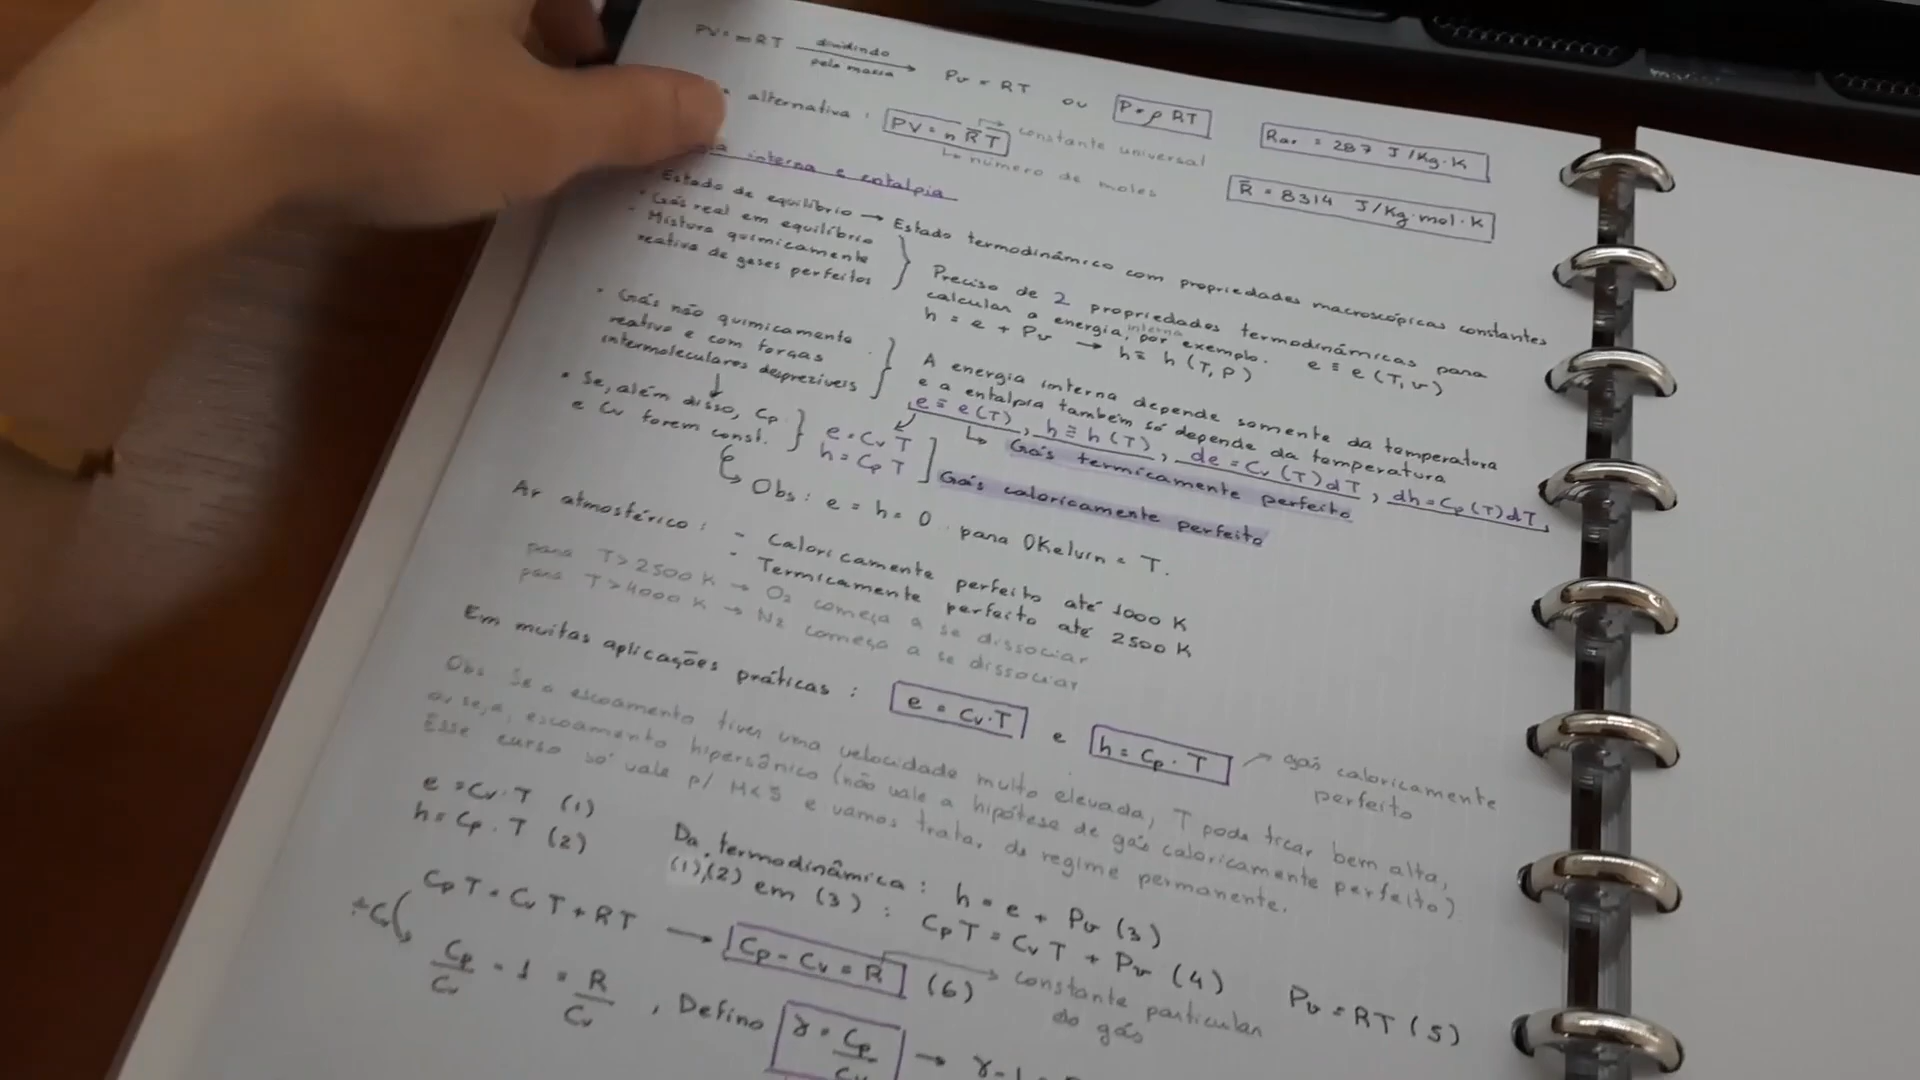 PV = mRT dividindo pela massa → Pv = RT ou P = ρRT
alternativa : PV = n R̄ T → constante universal
↳ número de moles
Rar = 287 J/Kg·K
R̄ = 8314 J/Kg·mol·K
interna e entalpia
Estado de equilíbrio → Estado termodinâmico com propriedades macroscópicas constantes
· Gás real em equilíbrio
· Mistura quimicamente
reativa de gases perfeitos
Preciso de 2 propriedades termodinâmicas para
calcular a energia interna, por exemplo. e ≡ e(T,v)
h = e + Pv → h ≡ h(T,P)
· Gás não quimicamente
reativo e com forças
intermoleculares desprezíveis
A energia interna depende somente da temperatura
e a entalpia também só depende da temperatura
e ≡ e(T), h ≡ h(T), de = Cv(T)dT, dh = Cp(T)dT,
↳ Gás termicamente perfeito
· Se, além disso, Cp
e Cv forem const.
e = Cv T
h = Cp T
Gás caloricamente perfeito
↳ Obs: e = h = 0 para 0Kelvin = T.
Ar atmosférico : - Caloricamente perfeito até 1000 K
- Termicamente perfeito até 2500 K
para T > 2500 K → O2 começa a se dissociar
para T > 4000 K → N2 começa a se dissociar
Em muitas aplicações práticas : e = Cv·T e h = Cp·T → gás caloricamente
perfeito
Obs Se o escoamento tiver uma velocidade muito elevada, T pode ficar bem alta,
ou seja, escoamento hipersônico (não vale a hipótese de gás caloricamente perfeito).
Esse curso só vale p/ M<5 e vamos tratar de regime permanente.
e = Cv·T (1)
h = Cp·T (2)
Da termodinâmica : h = e + Pv (3)
(1),(2) em (3) : CpT = CvT + Pv (4)
Pv = RT (5)
CpT = CvT + RT → Cp - Cv = R (6) → constante particular
do gás
÷Cv
Cp/Cv - 1 = R/Cv , Defino γ = Cp/Cv → γ-1